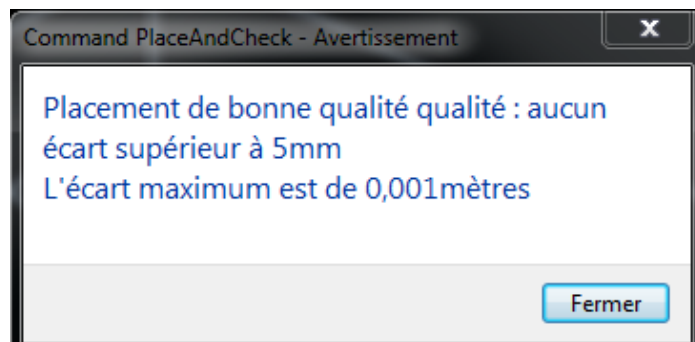 Command PlaceAndCheck - Avertissement
x
Placement de bonne qualité qualité : aucun
écart supérieur à 5mm
L'écart maximum est de 0,001mètres
Fermer